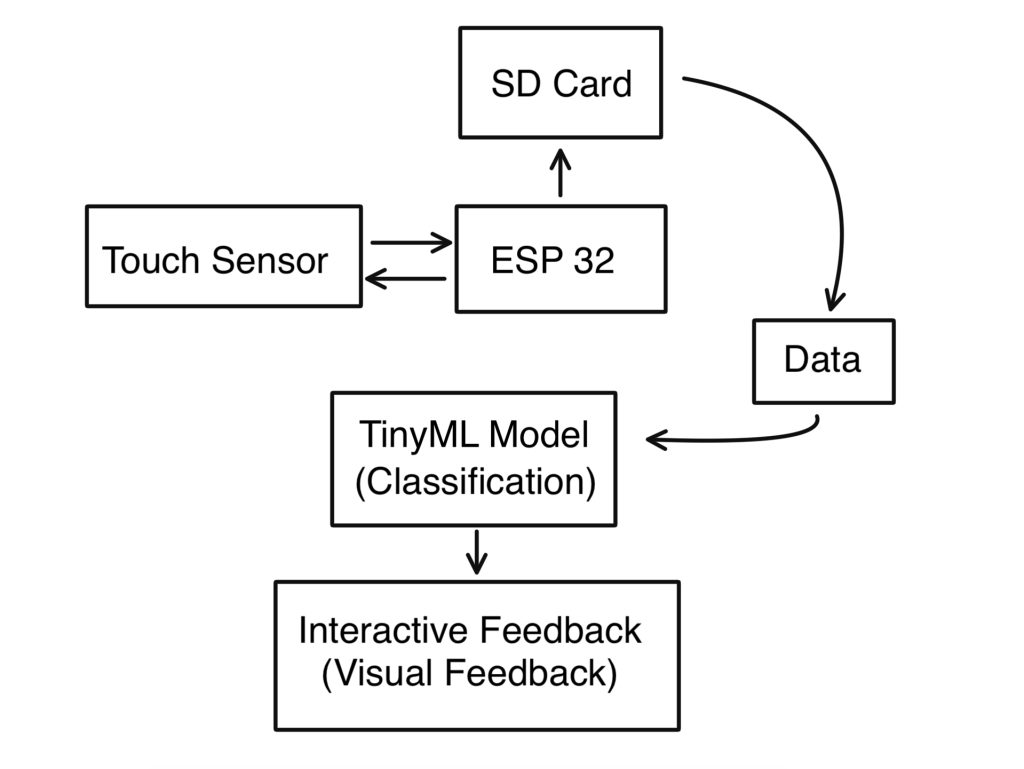 SD Card
Touch Sensor
ESP 32
Data
TinyML Model
(Classification)
Interactive Feedback
(Visual Feedback)